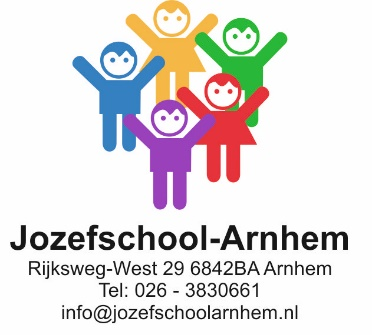 Jozefschool-Arnhem
Rijksweg-West 29 6842BA Arnhem
Tel: 026 - 3830661
info@jozefschoolarnhem.nl